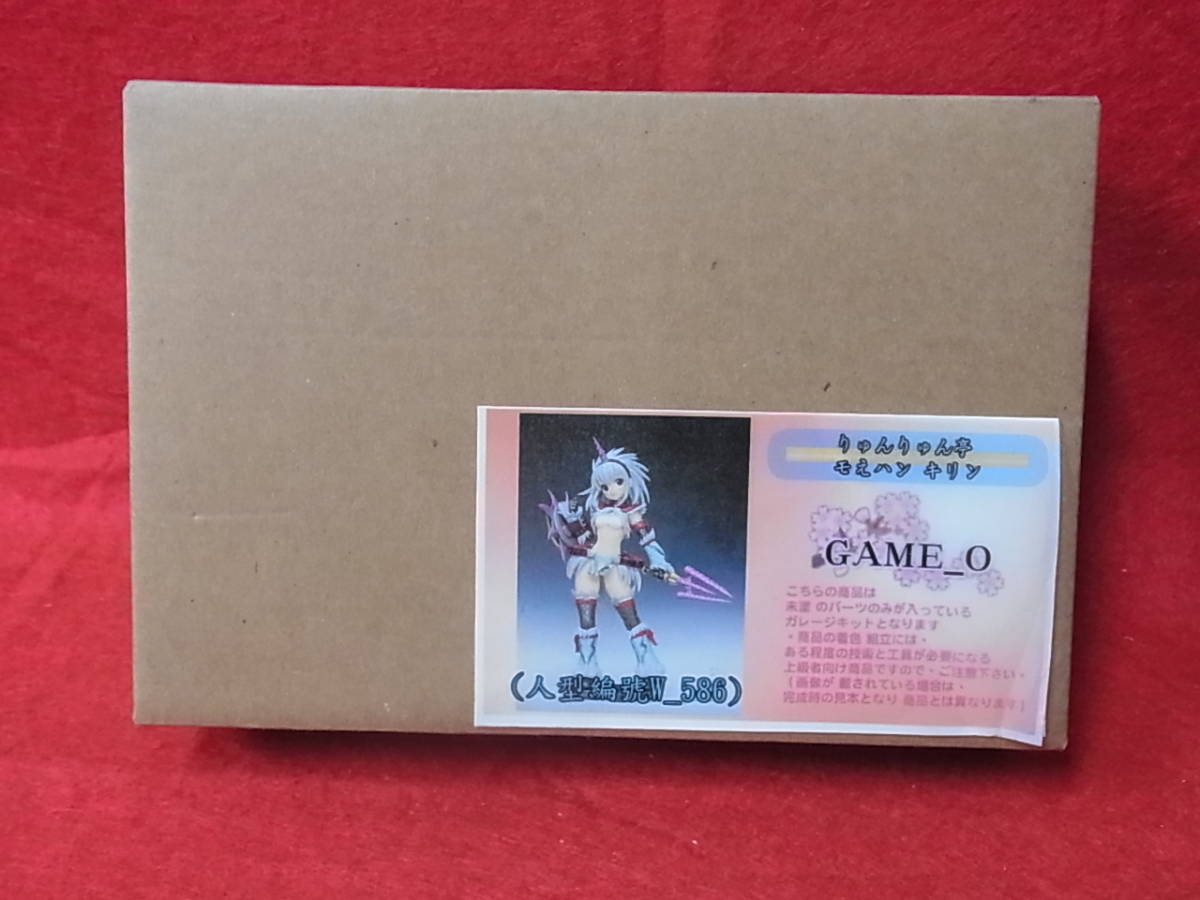 りゅんりゅん亭
モえハン キリン
GAME_O
こちらの商品は
未塗 のパーツのみが入っている
ガレージキットとなります
・商品の着色 組立には・
ある程度の技術と工具が必要になる
上級者向け商品ですので・ご注意下さい・
[画像が 載されている場合は・
完成時の見本となり 商品とは異なります]
(人型編號W_586)